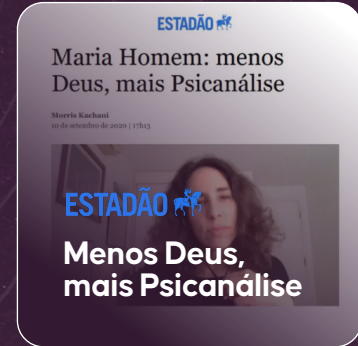 ESTADÃO
Maria Homem: menos
Deus, mais Psicanálise
Morris Kachani
10 de setembro de 2020 | 17h13
ESTADÃO
Menos Deus,
mais Psicanálise